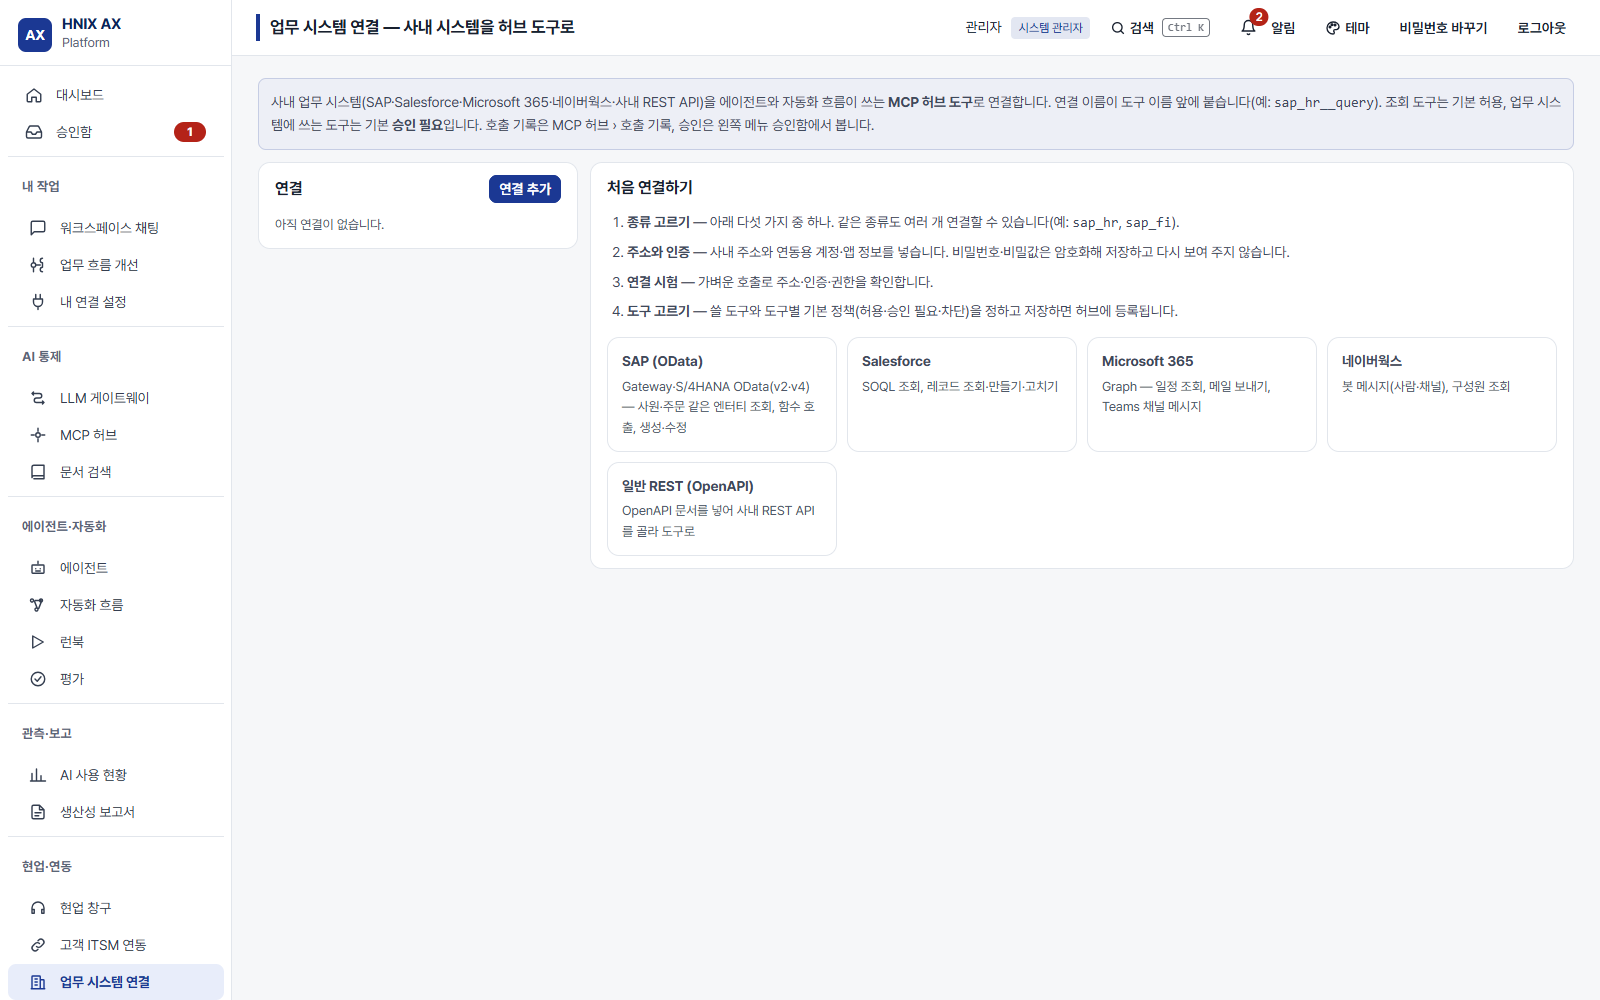 AX
HNIX AX
Platform
대시보드
승인함
1
내 작업
워크스페이스 채팅
업무 흐름 개선
내 연결 설정
AI 통제
LLM 게이트웨이
MCP 허브
문서 검색
에이전트·자동화
에이전트
자동화 흐름
런북
평가
관측·보고
AI 사용 현황
생산성 보고서
현업·연동
현업 창구
고객 ITSM 연동
업무 시스템 연결
업무 시스템 연결 — 사내 시스템을 허브 도구로
관리자
시스템 관리자
검색
Ctrl K
2
알림
테마
비밀번호 바꾸기
로그아웃
사내 업무 시스템(SAP·Salesforce·Microsoft 365·네이버웍스·사내 REST API)을 에이전트와 자동화 흐름이 쓰는 MCP 허브 도구로 연결합니다. 연결 이름이 도구 이름 앞에 붙습니다(예: sap_hr__query). 조회 도구는 기본 허용, 업무 시스
템에 쓰는 도구는 기본 승인 필요입니다. 호출 기록은 MCP 허브 › 호출 기록, 승인은 왼쪽 메뉴 승인함에서 봅니다.
연결
연결 추가
아직 연결이 없습니다.
처음 연결하기
1. 종류 고르기 — 아래 다섯 가지 중 하나. 같은 종류도 여러 개 연결할 수 있습니다(예: sap_hr, sap_fi).
2. 주소와 인증 — 사내 주소와 연동용 계정·앱 정보를 넣습니다. 비밀번호·비밀값은 암호화해 저장하고 다시 보여 주지 않습니다.
3. 연결 시험 — 가벼운 호출로 주소·인증·권한을 확인합니다.
4. 도구 고르기 — 쓸 도구와 도구별 기본 정책(허용·승인 필요·차단)을 정하고 저장하면 허브에 등록됩니다.
SAP (OData)
Gateway·S/4HANA OData(v2·v4)
— 사원·주문 같은 엔터티 조회, 함수 호
출, 생성·수정
Salesforce
SOQL 조회, 레코드 조회·만들기·고치기
Microsoft 365
Graph — 일정 조회, 메일 보내기,
Teams 채널 메시지
네이버웍스
봇 메시지(사람·채널), 구성원 조회
일반 REST (OpenAPI)
OpenAPI 문서를 넣어 사내 REST API
를 골라 도구로